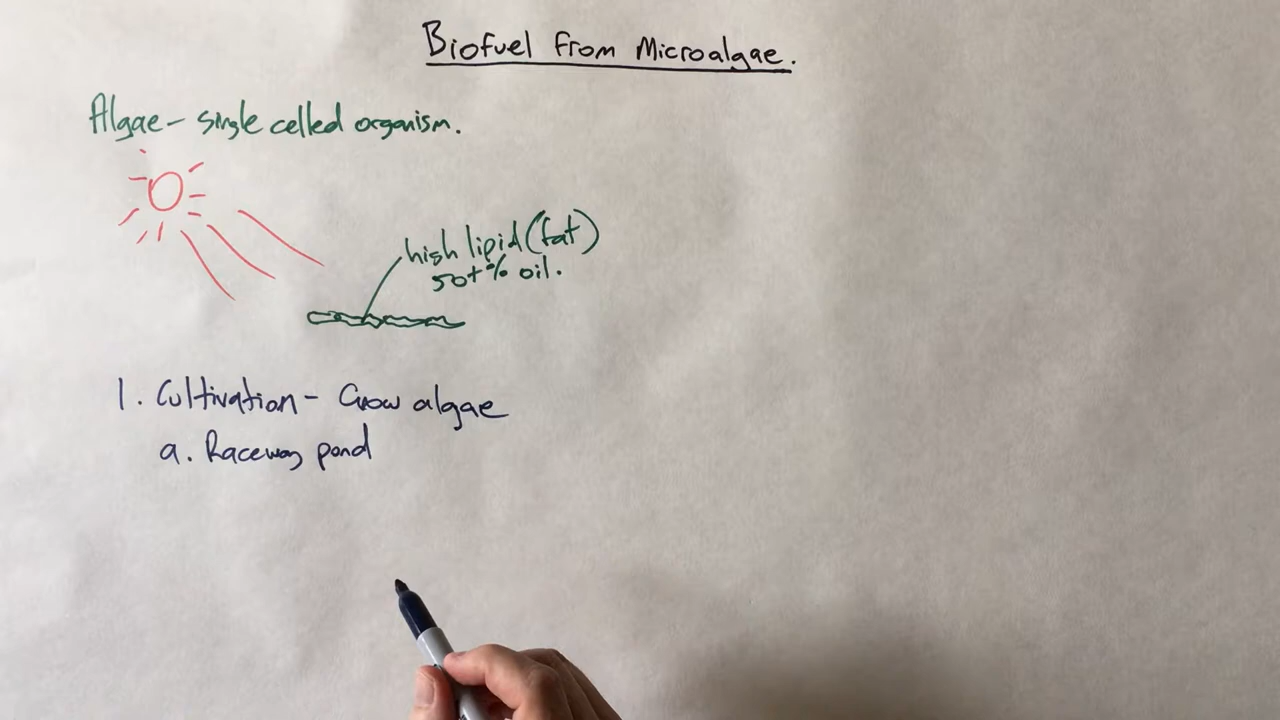 Biofuel from Microalgae.
Algae - single celled organism.
high lipid (fat)
50+% oil.
1. Cultivation - Grow algae
a. Raceway pond